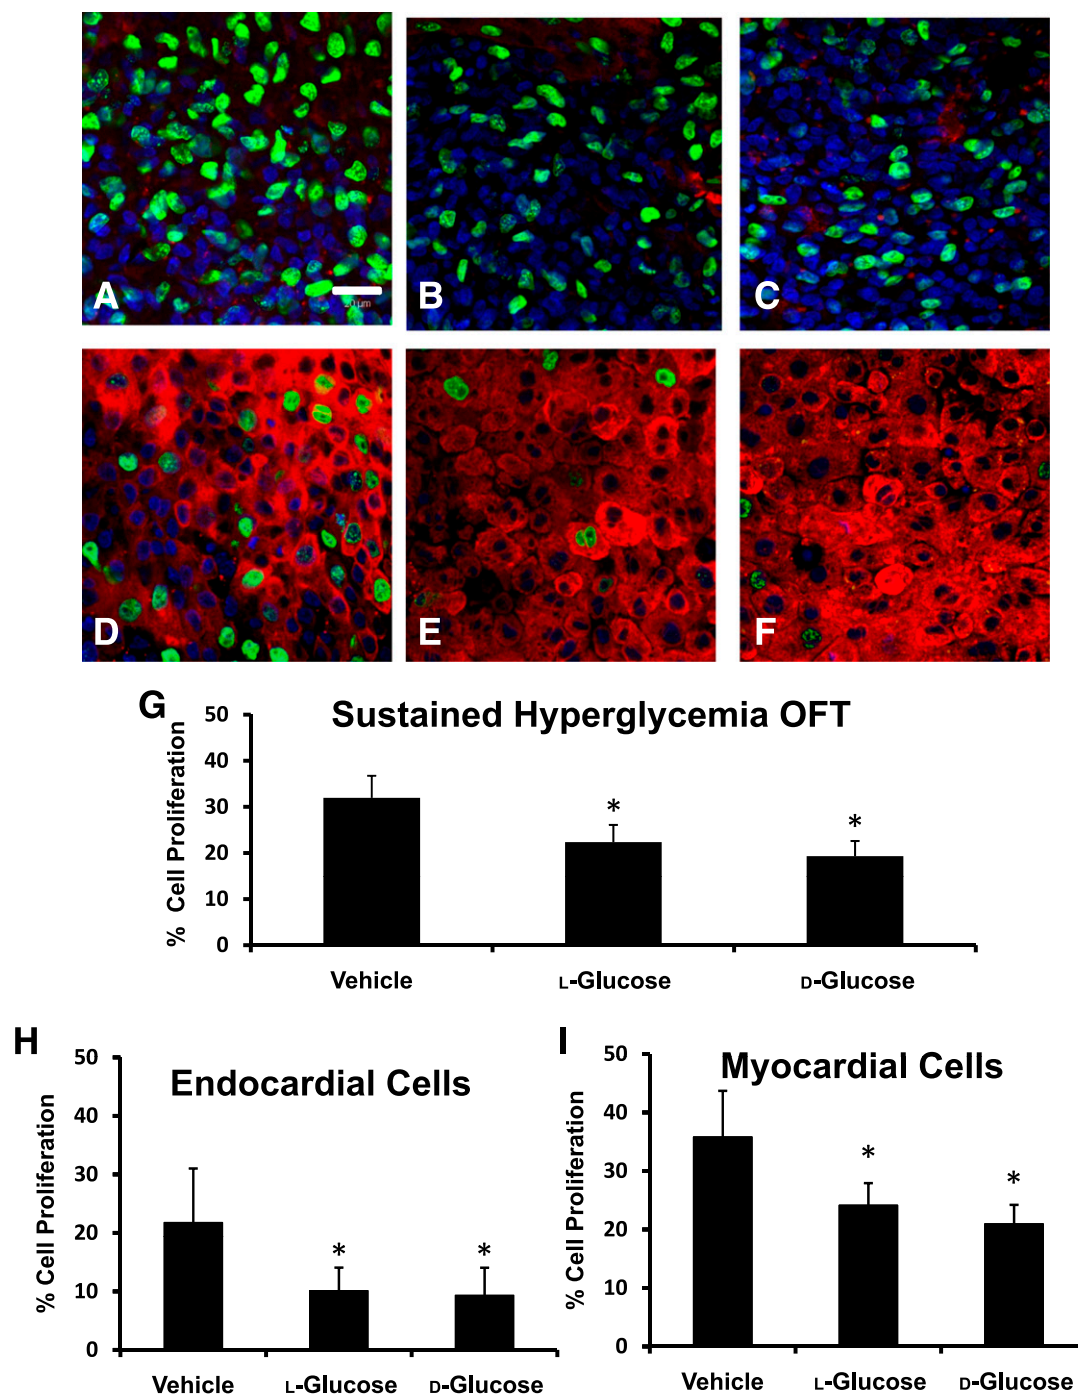 A
B
C
D
E
F
G
Sustained Hyperglycemia OFT
% Cell Proliferation
50
40
30
20
10
0
*
*
Vehicle
L-Glucose
D-Glucose
H
Endocardial Cells
% Cell Proliferation
50
40
30
20
10
0
*
*
Vehicle
L-Glucose
D-Glucose
I
Myocardial Cells
% Cell Proliferation
50
40
30
20
10
0
*
*
Vehicle
L-Glucose
D-Glucose